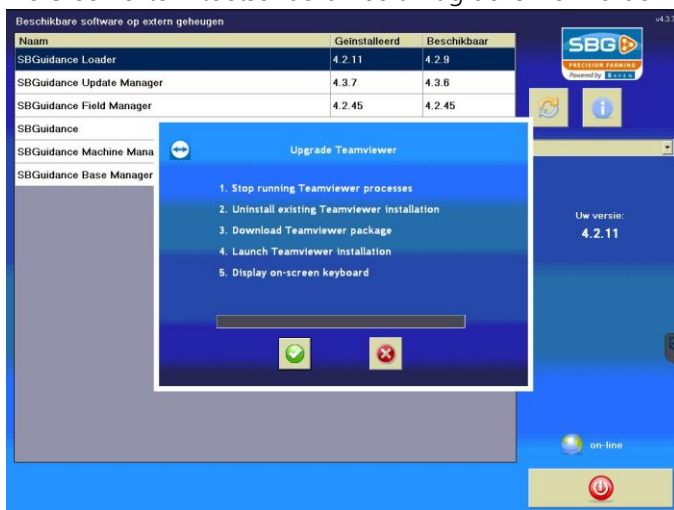 Beschikbare software op extern geheugen
v4.3.7
Naam Geïnstalleerd Beschikbaar
SBGuidance Loader 4.2.11 4.2.9
SBGuidance Update Manager 4.3.7 4.3.6
SBGuidance Field Manager 4.2.45 4.2.45
SBGuidance
SBGuidance Machine Mana
SBGuidance Base Manager
SBG
PRECISION FARMING
Powered by RAVEN
Upgrade Teamviewer
1. Stop running Teamviewer processes
2. Uninstall existing Teamviewer installation
3. Download Teamviewer package
4. Launch Teamviewer installation
5. Display on-screen keyboard
Uw versie:
4.2.11
on-line